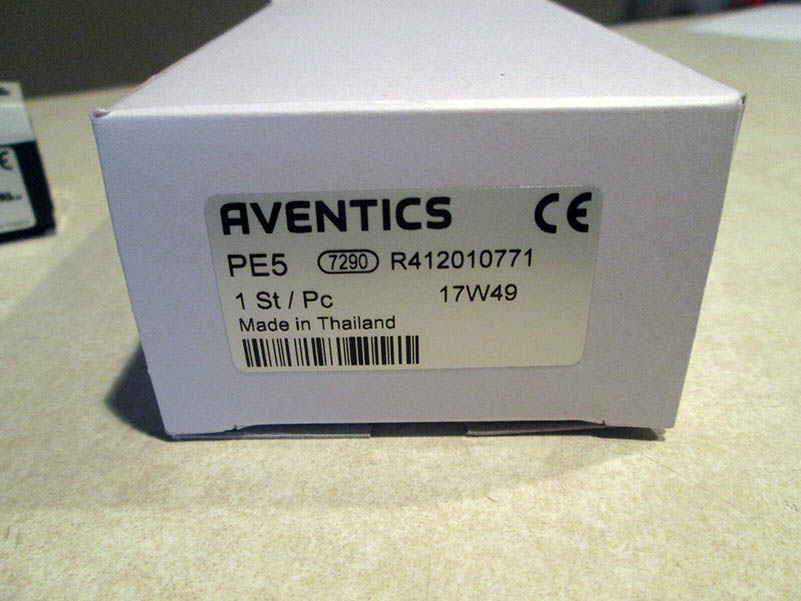 AVENTICS CE
PE5 7290 R412010771
1 St / Pc 17W49
Made in Thailand